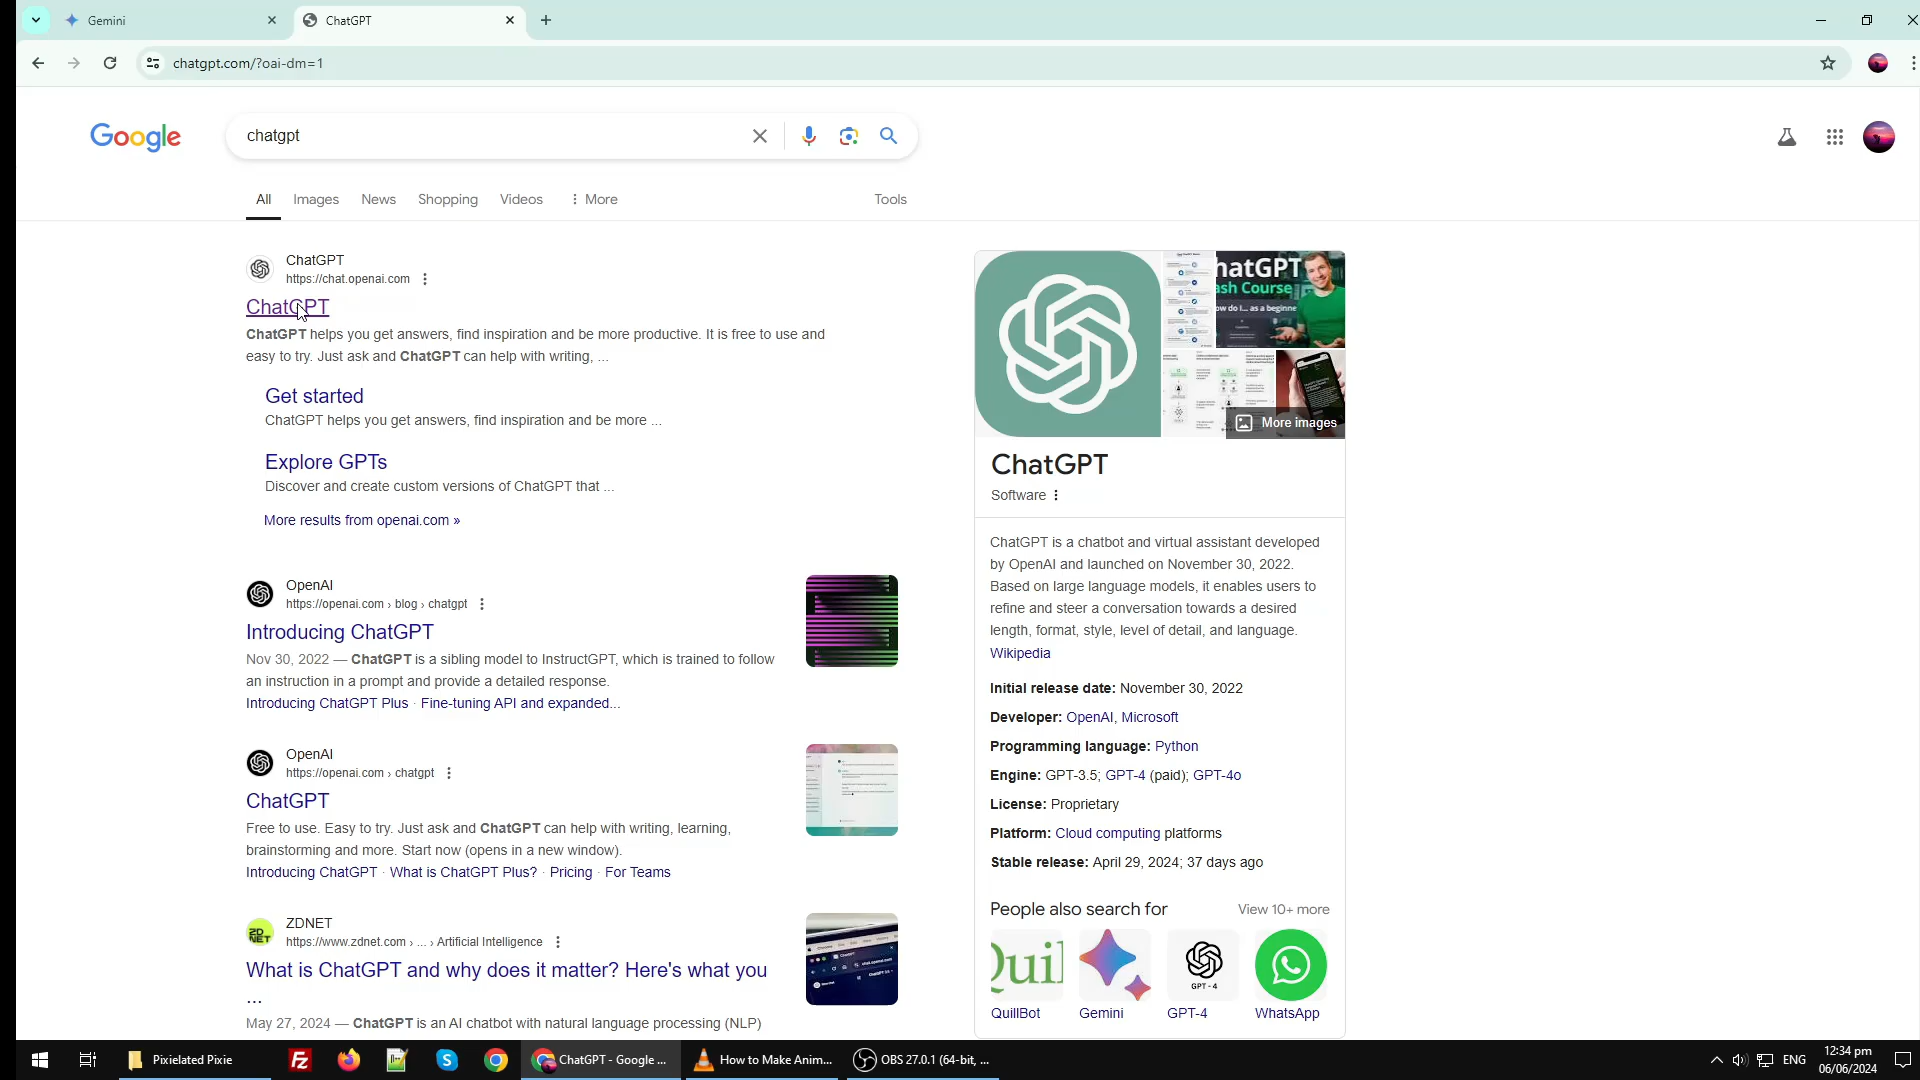 Gemini
ChatGPT
chatgpt.com/?oai-dm=1
Google
chatgpt
All
Images
News
Shopping
Videos
More
Tools
ChatGPT
https://chat.openai.com
ChatGPT
ChatGPT helps you get answers, find inspiration and be more productive. It is free to use and
easy to try. Just ask and ChatGPT can help with writing, ...
Get started
ChatGPT helps you get answers, find inspiration and be more ...
Explore GPTs
Discover and create custom versions of ChatGPT that ...
More results from openai.com »
OpenAI
https://openai.com › blog › chatgpt
Introducing ChatGPT
Nov 30, 2022 — ChatGPT is a sibling model to InstructGPT, which is trained to follow
an instruction in a prompt and provide a detailed response.
Introducing ChatGPT Plus · Fine-tuning API and expanded...
OpenAI
https://openai.com › chatgpt
ChatGPT
Free to use. Easy to try. Just ask and ChatGPT can help with writing, learning,
brainstorming and more. Start now (opens in a new window).
Introducing ChatGPT · What is ChatGPT Plus? · Pricing · For Teams
ZDNET
https://www.zdnet.com › ... › Artificial Intelligence
What is ChatGPT and why does it matter? Here's what you
...
May 27, 2024 — ChatGPT is an AI chatbot with natural language processing (NLP)
hatGPT
ash Course
ow do I... as a beginne
More images
ChatGPT
Software
ChatGPT is a chatbot and virtual assistant developed
by OpenAI and launched on November 30, 2022.
Based on large language models, it enables users to
refine and steer a conversation towards a desired
length, format, style, level of detail, and language.
Wikipedia
Initial release date: November 30, 2022
Developer: OpenAI, Microsoft
Programming language: Python
Engine: GPT-3.5; GPT-4 (paid); GPT-4o
License: Proprietary
Platform: Cloud computing platforms
Stable release: April 29, 2024; 37 days ago
People also search for
View 10+ more
Quil
GPT - 4
QuillBot
Gemini
GPT-4
WhatsApp
Pixielated Pixie
ChatGPT - Google ...
How to Make Anim...
OBS 27.0.1 (64-bit, ...
ENG
12:34 pm
06/06/2024